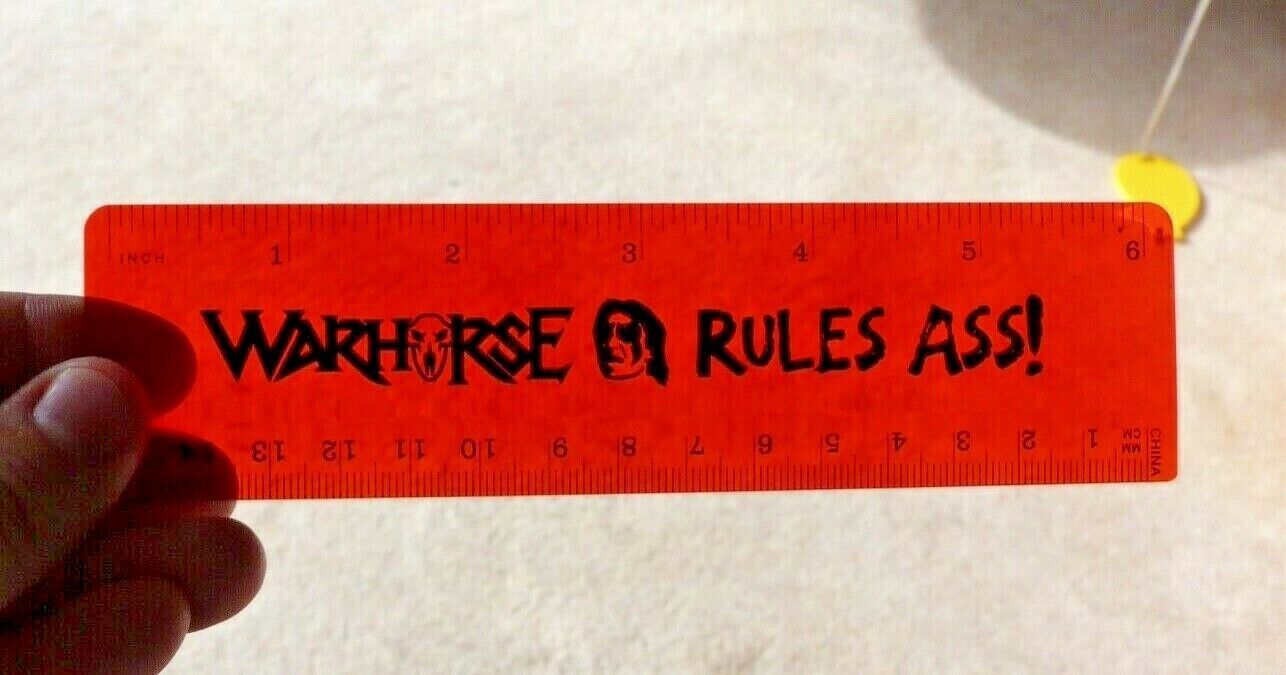 INCH 1 2 3 4 5 6
WARHORSE RULES ASS!
13 12 11 10 9 8 7 6 5 4 3 2 1 MM
CM
CHINA